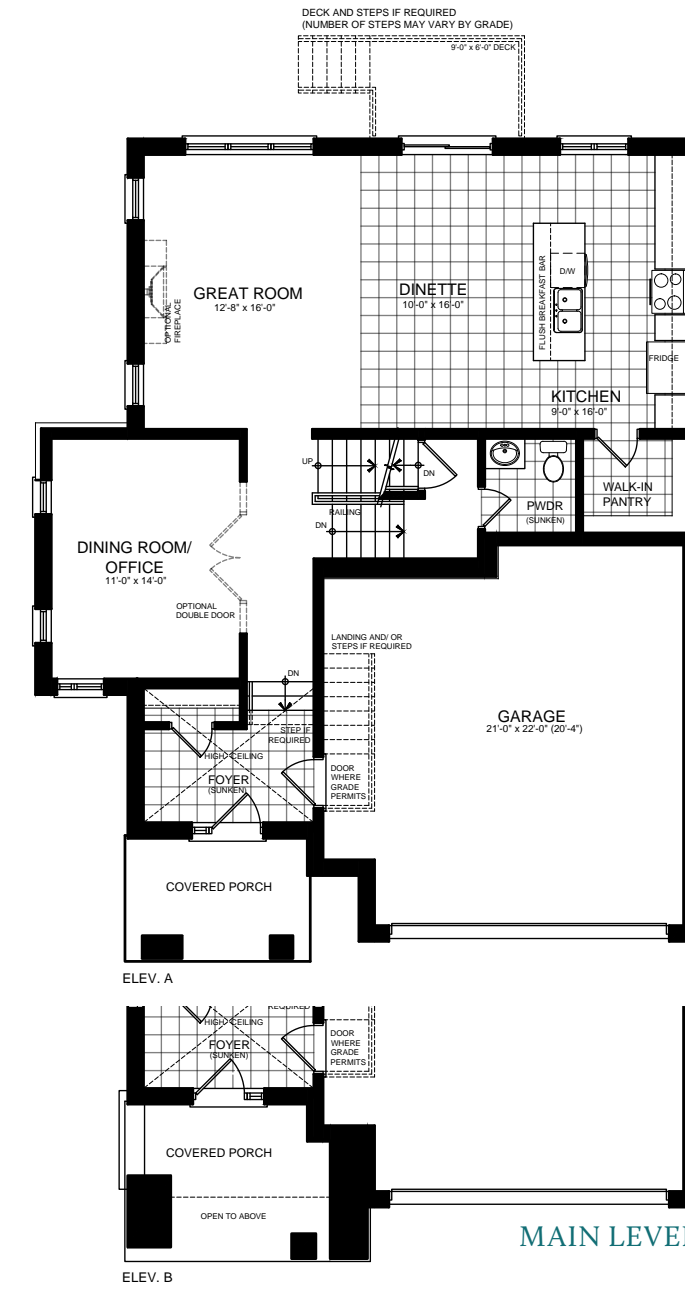 DECK AND STEPS IF REQUIRED
(NUMBER OF STEPS MAY VARY BY GRADE)
9'-0" x 6'-0" DECK
GREAT ROOM
12'-8" x 16'-0"
OPTIONAL
FIREPLACE
DINETTE
10'-0" x 16'-0"
FLUSH BREAKFAST BAR
D/W
FRIDGE
KITCHEN
9'-0" x 16'-0"
UP
DN
RAILING
DN
PWDR
(SUNKEN)
WALK-IN
PANTRY
DINING ROOM/
OFFICE
11'-0" x 14'-0"
OPTIONAL
DOUBLE DOOR
LANDING AND/ OR
STEPS IF REQUIRED
DN
STEP IF
REQUIRED
HIGH CEILING
FOYER
(SUNKEN)
DOOR
WHERE
GRADE
PERMITS
GARAGE
21'-0" x 22'-0" (20'-4")
COVERED PORCH
ELEV. A
REQUIRED
HIGH CEILING
FOYER
(SUNKEN)
DOOR
WHERE
GRADE
PERMITS
COVERED PORCH
OPEN TO ABOVE
MAIN LEVEL
ELEV. B